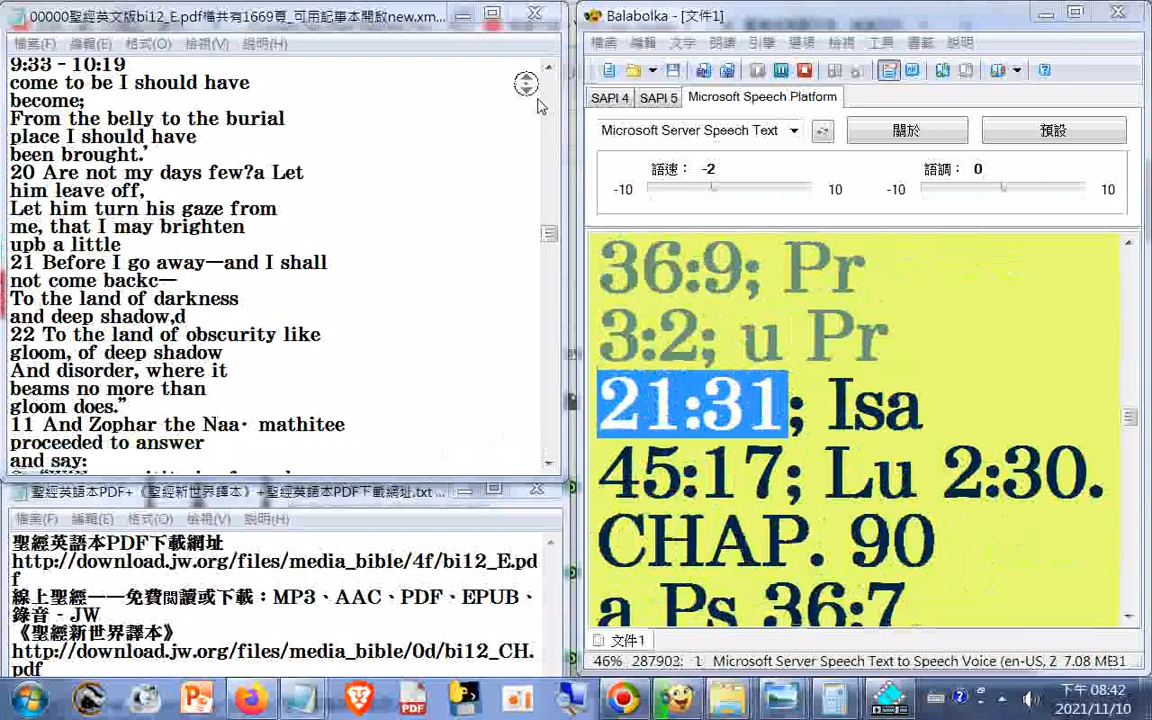 00000聖經英文版bi12_E.pdf檔共有1669頁_可用記事本開啟new.xm...
檔案(F) 編輯(E) 格式(O) 檢視(V) 說明(H)
9:33 - 10:19
come to be I should have
become;
From the belly to the burial
place I should have
been brought.'
20 Are not my days few?a Let
him leave off,
Let him turn his gaze from
me, that I may brighten
upb a little
21 Before I go away—and I shall
not come backc—
To the land of darkness
and deep shadow,d
22 To the land of obscurity like
gloom, of deep shadow
And disorder, where it
beams no more than
gloom does.”
11 And Zophar the Naa· mathitee
proceeded to answer
and say:
聖經英語本PDF+《聖經新世界譯本》+聖經英語本PDF下載網址.txt ...
檔案(F) 編輯(E) 格式(O) 檢視(V) 說明(H)
聖經英語本PDF下載網址
http://download.jw.org/files/media_bible/4f/bi12_E.pd
f
線上聖經——免費閱讀或下載：MP3、AAC、PDF、EPUB、
錄音 - JW
《聖經新世界譯本》
http://download.jw.org/files/media_bible/0d/bi12_CH.
pdf
Balabolka - [文件1]
檔案 編輯 文字 朗讀 引擎 選項 檢視 工具 書籤 說明
SAPI 4 SAPI 5 Microsoft Speech Platform
Microsoft Server Speech Text 關於 預設
語速： -2 語調： 0
-10 10 -10 10
36:9; Pr
3:2; u Pr
21:31; Isa
45:17; Lu 2:30.
CHAP. 90
a Ps 36:7
文件1
46% 287903: 1 Microsoft Server Speech Text to Speech Voice (en-US, Z 7.08 MB1
PDF
下午 08:42
2021/11/10